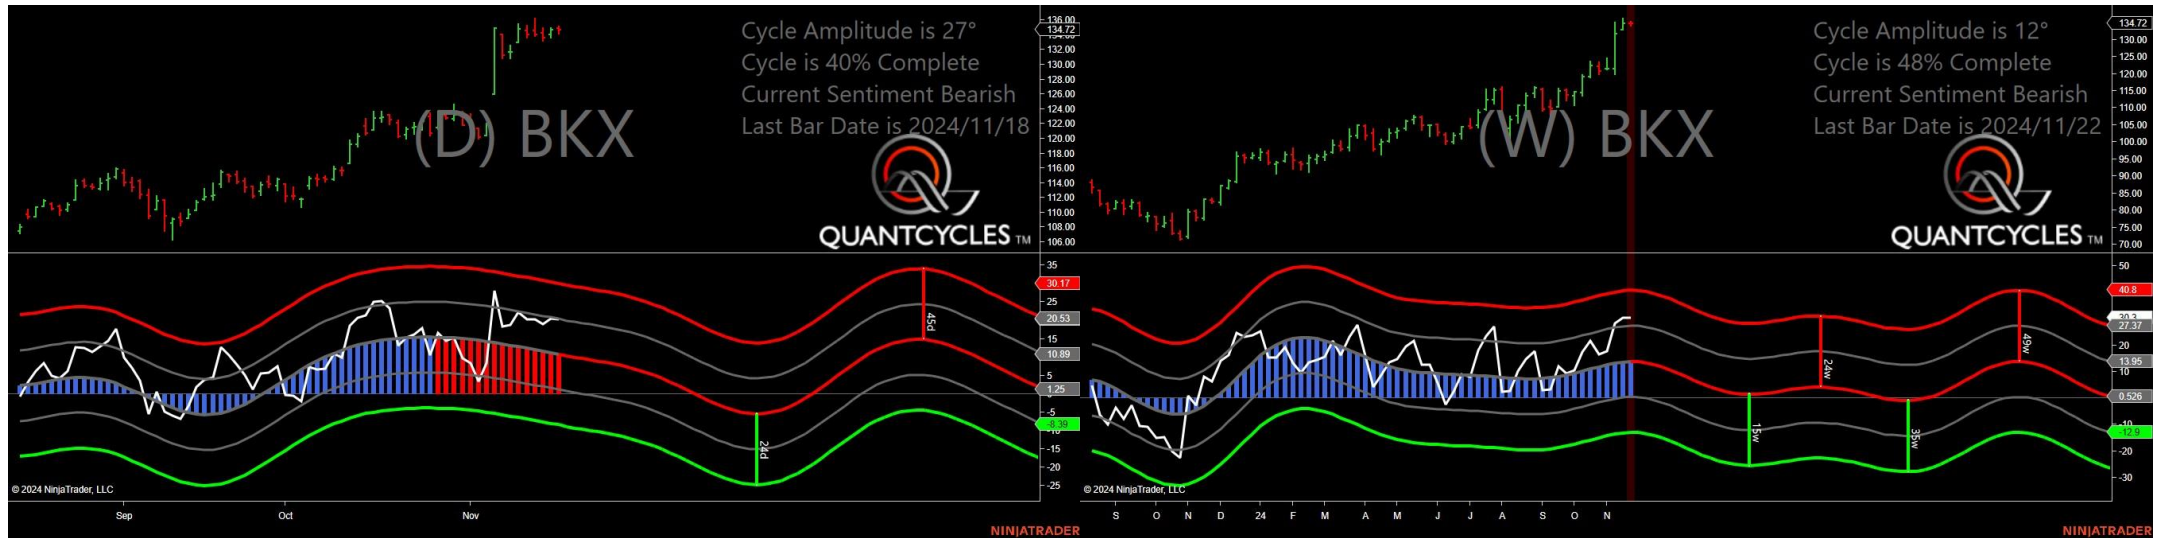 Cycle Amplitude is 27°
Cycle is 40% Complete
Current Sentiment Bearish
Last Bar Date is 2024/11/18
(D) BKX
QUANTCYCLES TM
136.00
134.72
132.00
130.00
128.00
126.00
124.00
122.00
120.00
118.00
116.00
114.00
112.00
110.00
108.00
106.00
35
30.17
25
20.53
15
10.89
5
1.25
-5
-8.39
-15
-20
-25
45d
24d
© 2024 NinjaTrader, LLC
Sep
Oct
Nov
NINJATRADER
Cycle Amplitude is 12°
Cycle is 48% Complete
Current Sentiment Bearish
Last Bar Date is 2024/11/22
(W) BKX
QUANTCYCLES TM
134.72
130.00
125.00
120.00
115.00
110.00
105.00
100.00
95.00
90.00
85.00
80.00
75.00
70.00
50
40.8
30.3
27.37
20
13.95
10
0.526
-10
-12.9
-20
-30
24w
49w
15w
35w
© 2024 NinjaTrader, LLC
S
O
N
D
24
F
M
A
M
J
J
A
S
O
N
NINJATRADER